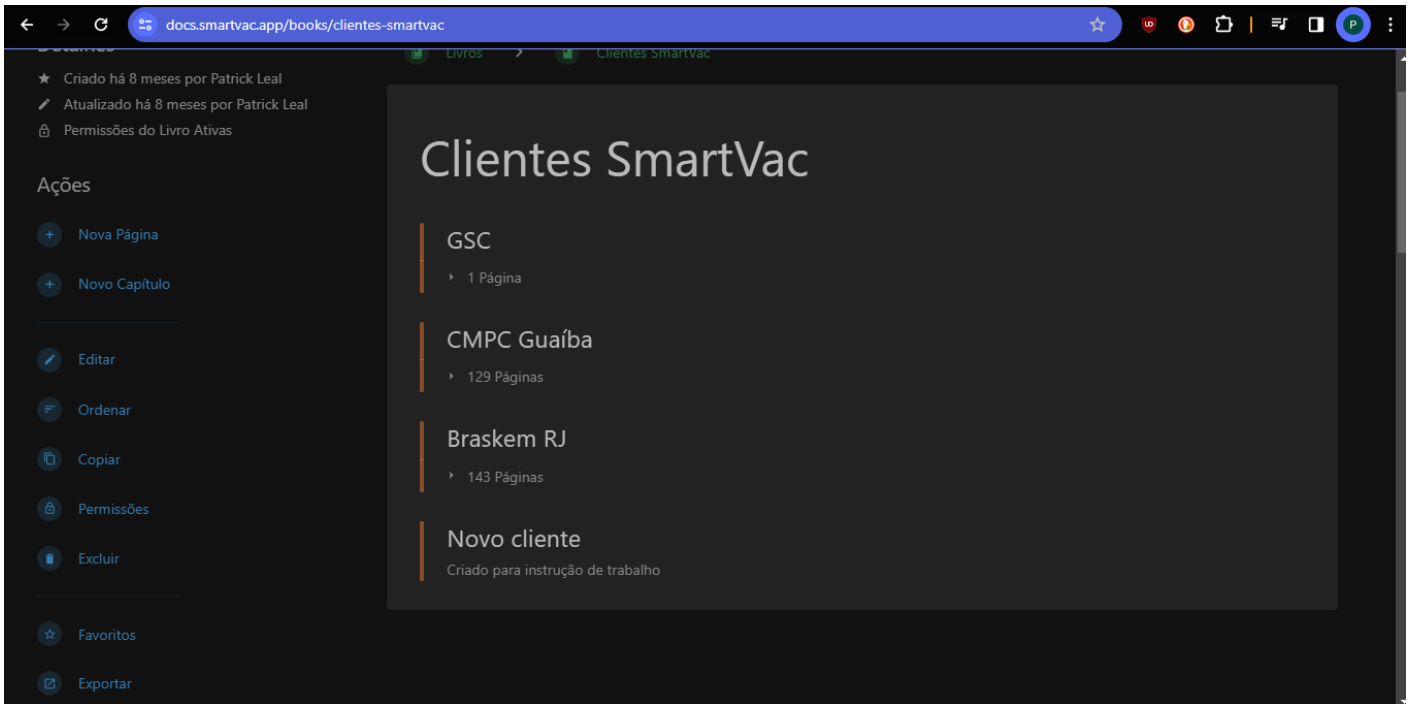 docs.smartvac.app/books/clientes-smartvac
P
Detalhes
Criado há 8 meses por Patrick Leal
Atualizado há 8 meses por Patrick Leal
Permissões do Livro Ativas
Ações
Nova Página
Novo Capítulo
Editar
Ordenar
Copiar
Permissões
Excluir
Favoritos
Exportar
Livros
Clientes SmartVac
Clientes SmartVac
GSC
1 Página
CMPC Guaíba
129 Páginas
Braskem RJ
143 Páginas
Novo cliente
Criado para instrução de trabalho